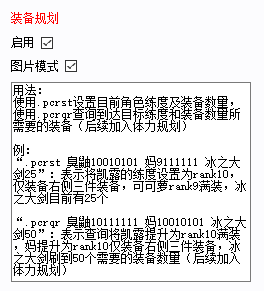 装备规划
启用
图片模式
用法:
使用.pcrst设置目前角色练度及装备数量,
使用.pcrqr查询到达目标练度和装备数量所
需要的装备（后续加入体力规划）
例:
“.pcrst 臭鼬10010101 妈9111111 冰之大
剑25”: 表示将凯露的练度设置为rank10,
仅装备右侧三件装备, 可可萝rank9满装, 冰
之大剑目前有25个
“.pcrqr 臭鼬10111111 妈10010101 冰之大
剑50”: 表示查询将凯露提升为rank10满装
, 妈提升为rank10仅装备右侧三件装备, 冰
之大剑刷到50个需要的装备数量（后续加入
体力规划）